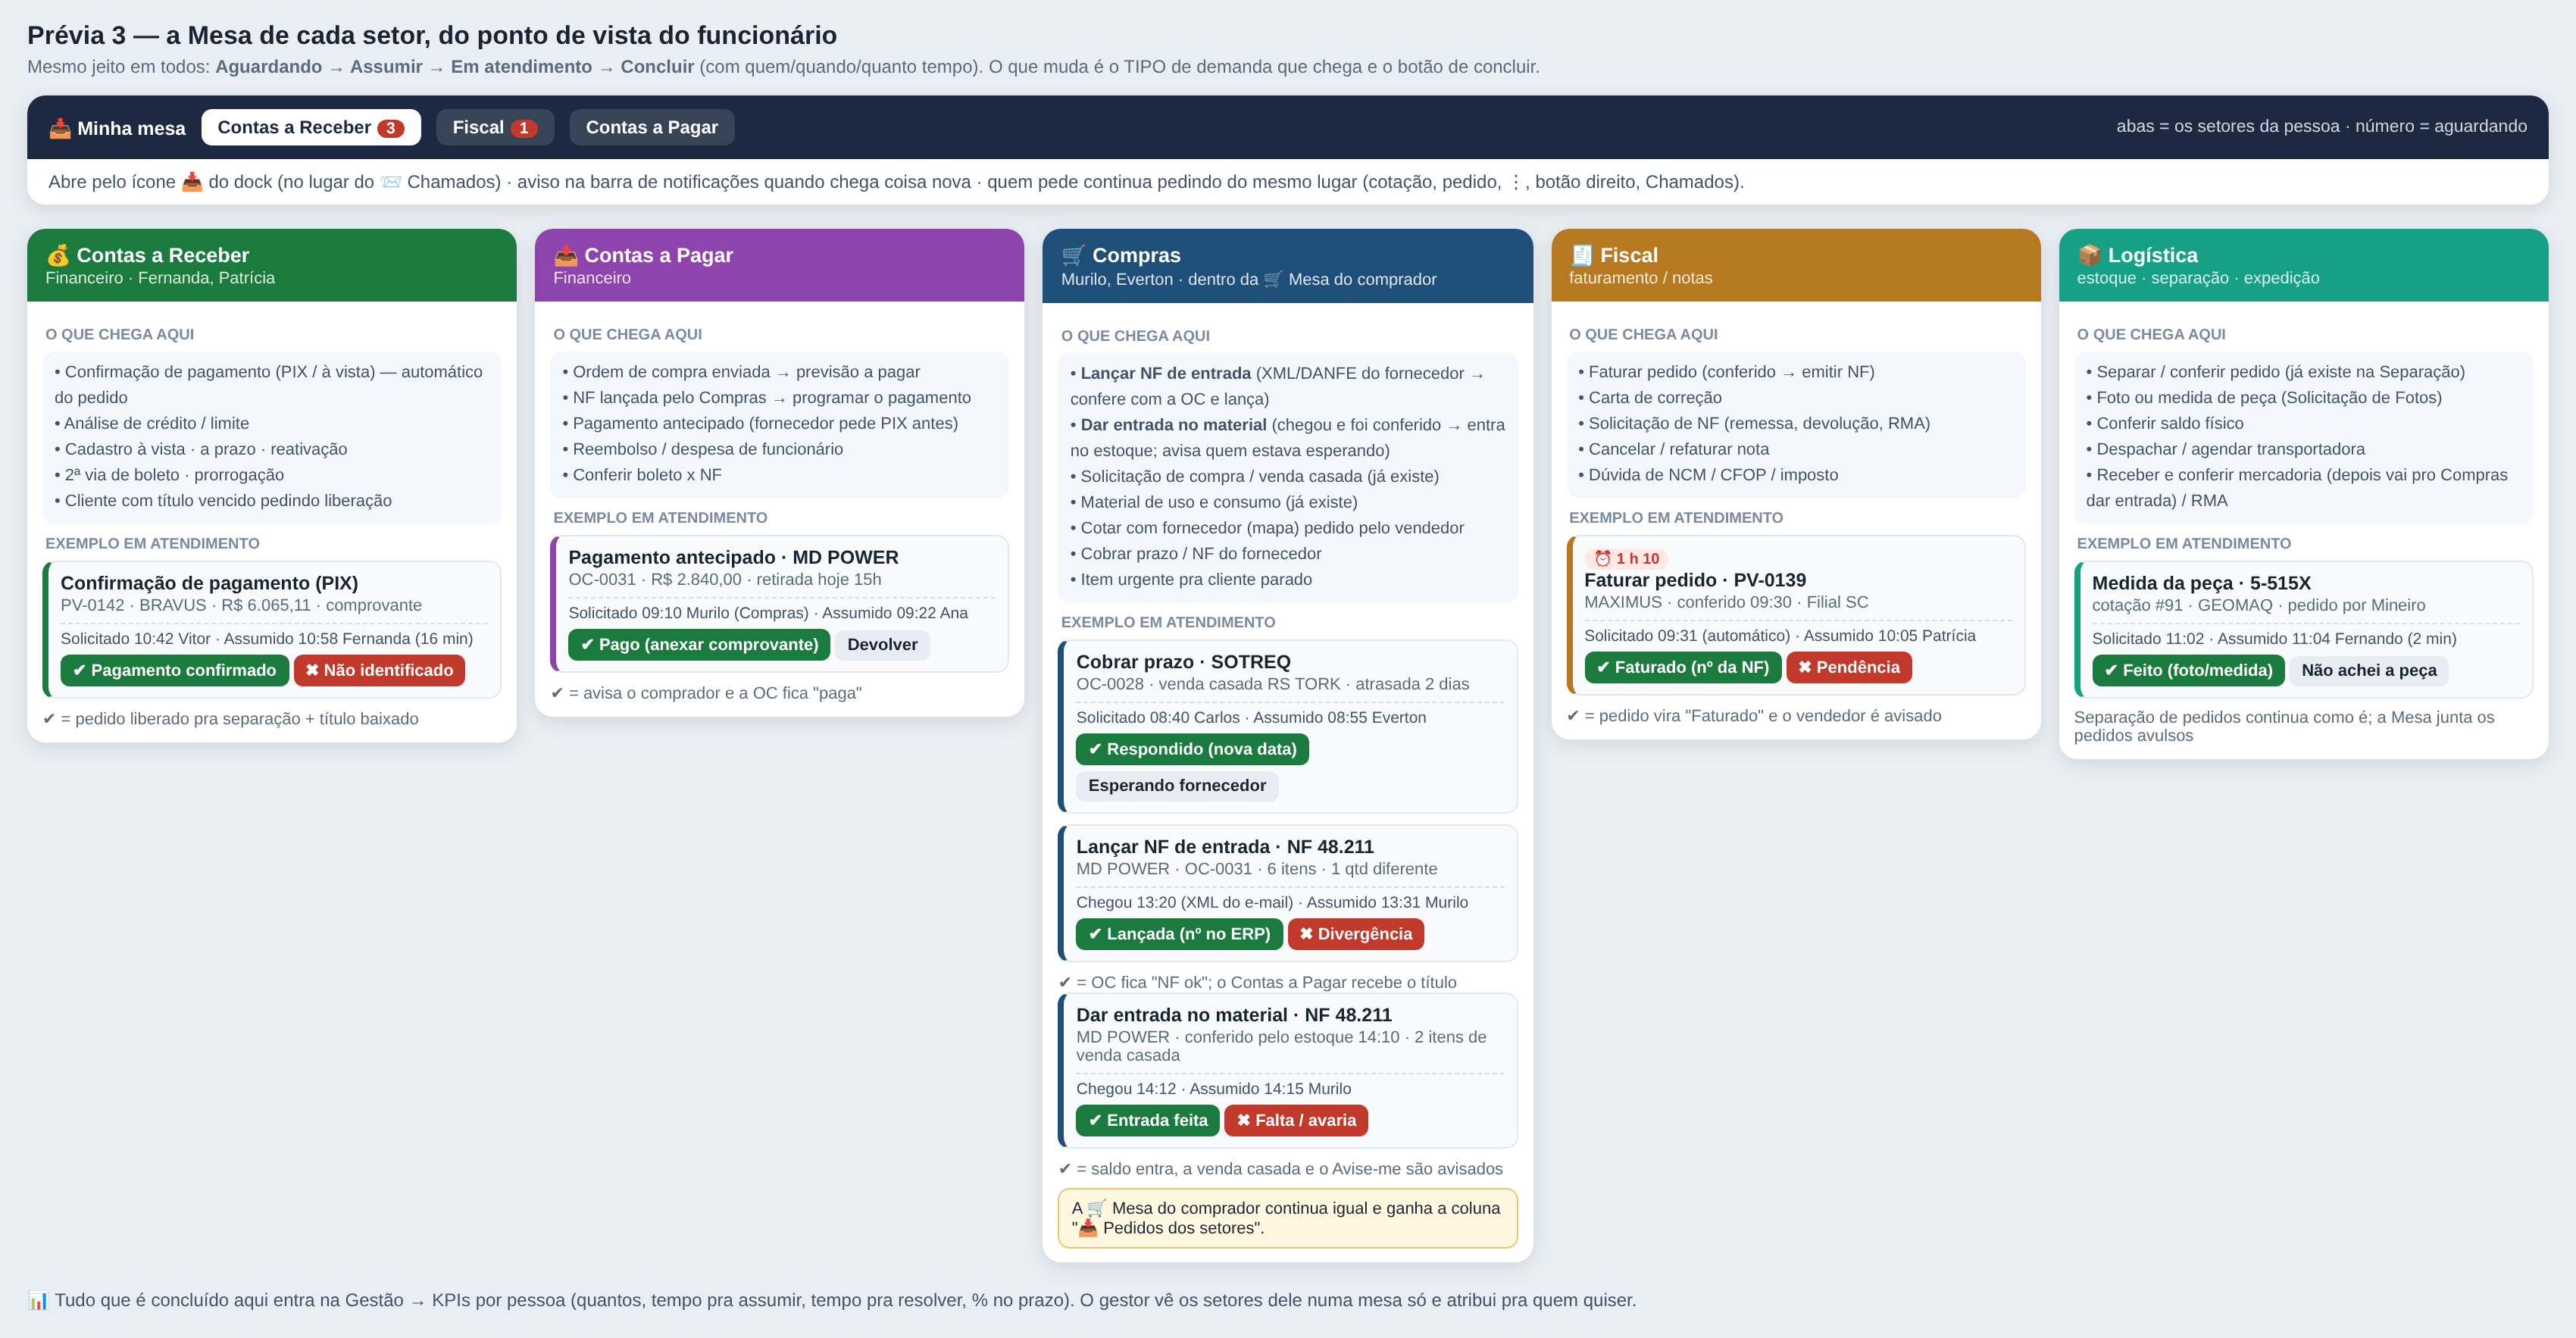 Prévia 3 — a Mesa de cada setor, do ponto de vista do funcionário
Mesmo jeito em todos: Aguardando → Assumir → Em atendimento → Concluir (com quem/quando/quanto tempo). O que muda é o TIPO de demanda que chega e o botão de concluir.
📥 Minha mesa
Contas a Receber 3
Fiscal 1
Contas a Pagar
abas = os setores da pessoa · número = aguardando
Abre pelo ícone 📥 do dock (no lugar do 📨 Chamados) · aviso na barra de notificações quando chega coisa nova · quem pede continua pedindo do mesmo lugar (cotação, pedido, ⋮, botão direito, Chamados).
💰 Contas a Receber
Financeiro · Fernanda, Patrícia
O QUE CHEGA AQUI
• Confirmação de pagamento (PIX / à vista) — automático
do pedido
• Análise de crédito / limite
• Cadastro à vista · a prazo · reativação
• 2ª via de boleto · prorrogação
• Cliente com título vencido pedindo liberação
EXEMPLO EM ATENDIMENTO
Confirmação de pagamento (PIX)
PV-0142 · BRAVUS · R$ 6.065,11 · comprovante
Solicitado 10:42 Vitor · Assumido 10:58 Fernanda (16 min)
✔ Pagamento confirmado
✖ Não identificado
✔ = pedido liberado pra separação + título baixado
📤 Contas a Pagar
Financeiro
O QUE CHEGA AQUI
• Ordem de compra enviada → previsão a pagar
• NF lançada pelo Compras → programar o pagamento
• Pagamento antecipado (fornecedor pede PIX antes)
• Reembolso / despesa de funcionário
• Conferir boleto x NF
EXEMPLO EM ATENDIMENTO
Pagamento antecipado · MD POWER
OC-0031 · R$ 2.840,00 · retirada hoje 15h
Solicitado 09:10 Murilo (Compras) · Assumido 09:22 Ana
✔ Pago (anexar comprovante)
Devolver
✔ = avisa o comprador e a OC fica "paga"
🛒 Compras
Murilo, Everton · dentro da 🛒 Mesa do comprador
O QUE CHEGA AQUI
• Lançar NF de entrada (XML/DANFE do fornecedor →
confere com a OC e lança)
• Dar entrada no material (chegou e foi conferido → entra
no estoque; avisa quem estava esperando)
• Solicitação de compra / venda casada (já existe)
• Material de uso e consumo (já existe)
• Cotar com fornecedor (mapa) pedido pelo vendedor
• Cobrar prazo / NF do fornecedor
• Item urgente pra cliente parado
EXEMPLO EM ATENDIMENTO
Cobrar prazo · SOTREQ
OC-0028 · venda casada RS TORK · atrasada 2 dias
Solicitado 08:40 Carlos · Assumido 08:55 Everton
✔ Respondido (nova data)
Esperando fornecedor
Lançar NF de entrada · NF 48.211
MD POWER · OC-0031 · 6 itens · 1 qtd diferente
Chegou 13:20 (XML do e-mail) · Assumido 13:31 Murilo
✔ Lançada (nº no ERP)
✖ Divergência
✔ = OC fica "NF ok"; o Contas a Pagar recebe o título
Dar entrada no material · NF 48.211
MD POWER · conferido pelo estoque 14:10 · 2 itens de
venda casada
Chegou 14:12 · Assumido 14:15 Murilo
✔ Entrada feita
✖ Falta / avaria
✔ = saldo entra, a venda casada e o Avise-me são avisados
A 🛒 Mesa do comprador continua igual e ganha a coluna
"📥 Pedidos dos setores".
🧾 Fiscal
faturamento / notas
O QUE CHEGA AQUI
• Faturar pedido (conferido → emitir NF)
• Carta de correção
• Solicitação de NF (remessa, devolução, RMA)
• Cancelar / refaturar nota
• Dúvida de NCM / CFOP / imposto
EXEMPLO EM ATENDIMENTO
⏰ 1 h 10
Faturar pedido · PV-0139
MAXIMUS · conferido 09:30 · Filial SC
Solicitado 09:31 (automático) · Assumido 10:05 Patrícia
✔ Faturado (nº da NF)
✖ Pendência
✔ = pedido vira "Faturado" e o vendedor é avisado
📦 Logística
estoque · separação · expedição
O QUE CHEGA AQUI
• Separar / conferir pedido (já existe na Separação)
• Foto ou medida de peça (Solicitação de Fotos)
• Conferir saldo físico
• Despachar / agendar transportadora
• Receber e conferir mercadoria (depois vai pro Compras
dar entrada) / RMA
EXEMPLO EM ATENDIMENTO
Medida da peça · 5-515X
cotação #91 · GEOMAQ · pedido por Mineiro
Solicitado 11:02 · Assumido 11:04 Fernando (2 min)
✔ Feito (foto/medida)
Não achei a peça
Separação de pedidos continua como é; a Mesa junta os
pedidos avulsos
📊 Tudo que é concluído aqui entra na Gestão → KPIs por pessoa (quantos, tempo pra assumir, tempo pra resolver, % no prazo). O gestor vê os setores dele numa mesa só e atribui pra quem quiser.